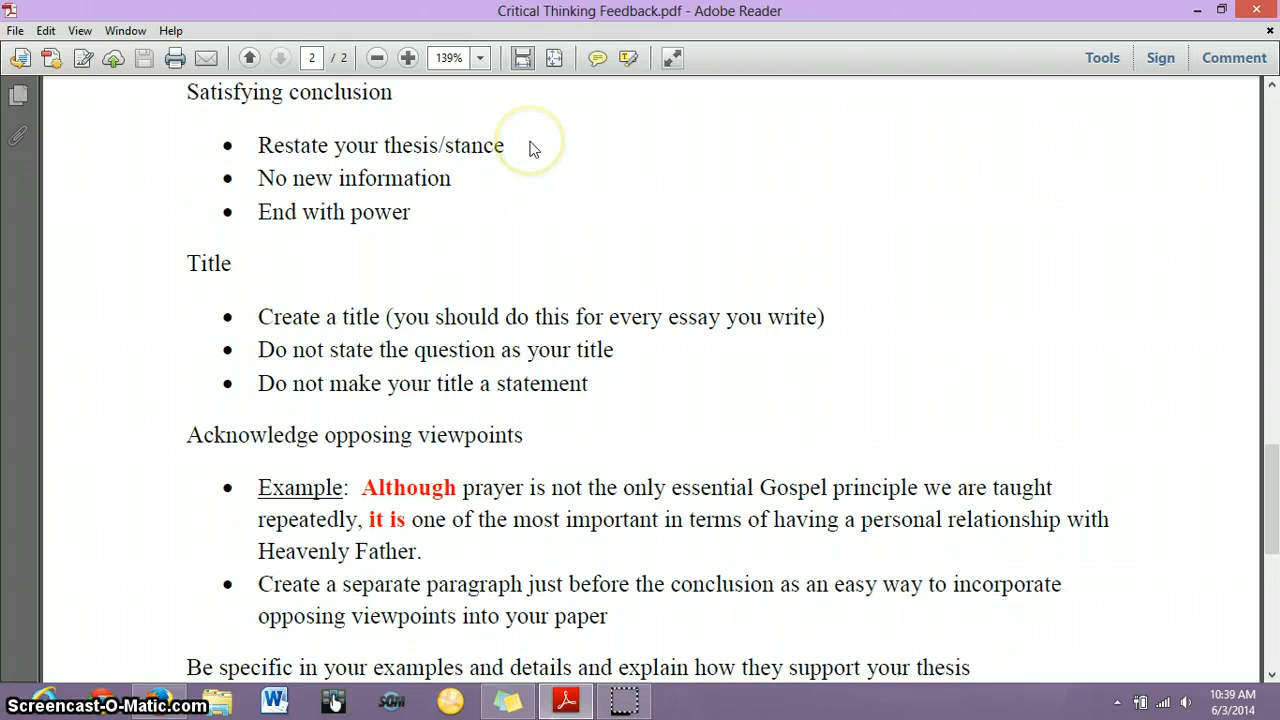 Critical Thinking Feedback.pdf - Adobe Reader
File Edit View Window Help
2 / 2 139% Tools Sign Comment
Satisfying conclusion
• Restate your thesis/stance
• No new information
• End with power
Title
• Create a title (you should do this for every essay you write)
• Do not state the question as your title
• Do not make your title a statement
Acknowledge opposing viewpoints
• Example: Although prayer is not the only essential Gospel principle we are taught
repeatedly, it is one of the most important in terms of having a personal relationship with
Heavenly Father.
• Create a separate paragraph just before the conclusion as an easy way to incorporate
opposing viewpoints into your paper
Be specific in your examples and details and explain how they support your thesis
10:39 AM
Screencast-O-Matic.com
SOM
6/3/2014